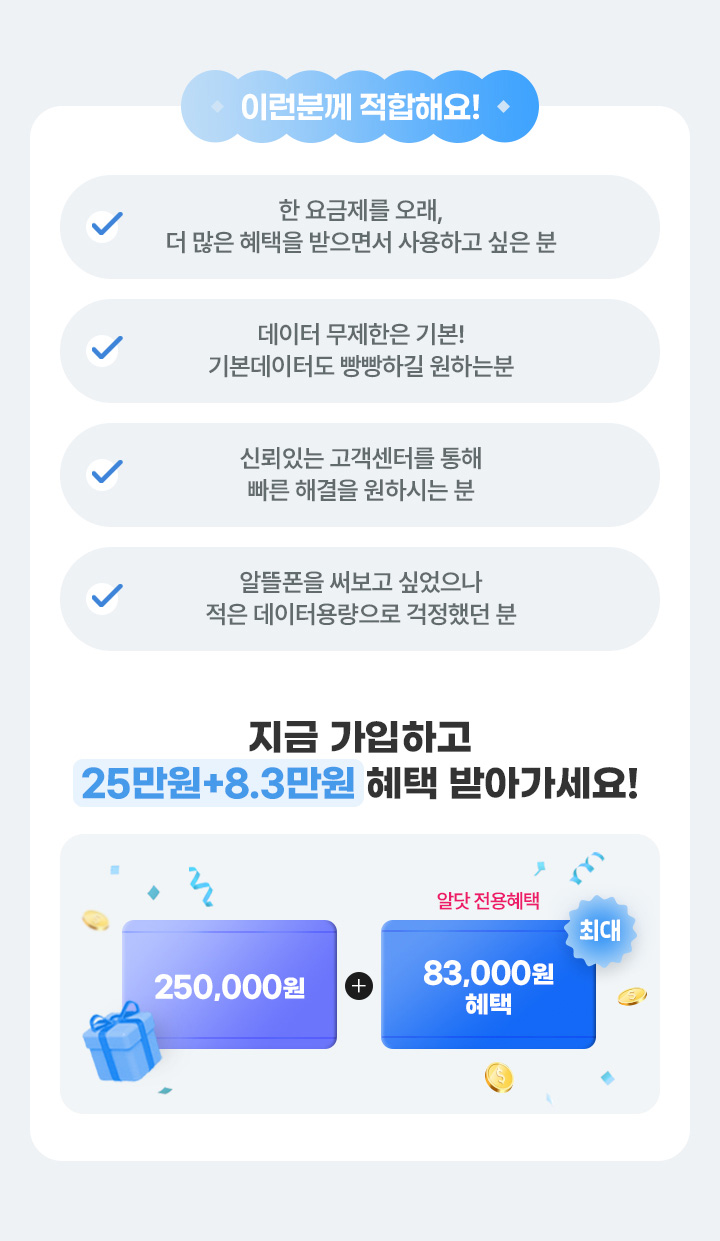 이런분께 적합해요!
한 요금제를 오래,
더 많은 혜택을 받으면서 사용하고 싶은 분
데이터 무제한은 기본!
기본데이터도 빵빵하길 원하는분
신뢰있는 고객센터를 통해
빠른 해결을 원하시는 분
알뜰폰을 써보고 싶었으나
적은 데이터용량으로 걱정했던 분
지금 가입하고
25만원+8.3만원 혜택 받아가세요!
알닷 전용혜택
최대
250,000원
+
83,000원
혜택